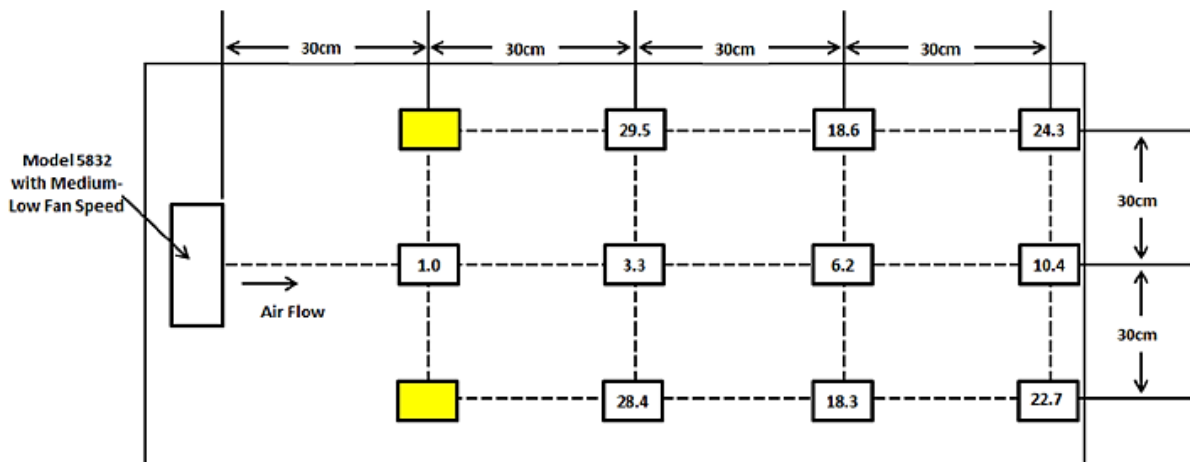 30cm 30cm 30cm 30cm
29.5 18.6 24.3
Model 5832
with Medium-
Low Fan Speed
30cm
1.0 3.3 6.2 10.4
Air Flow
30cm
28.4 18.3 22.7